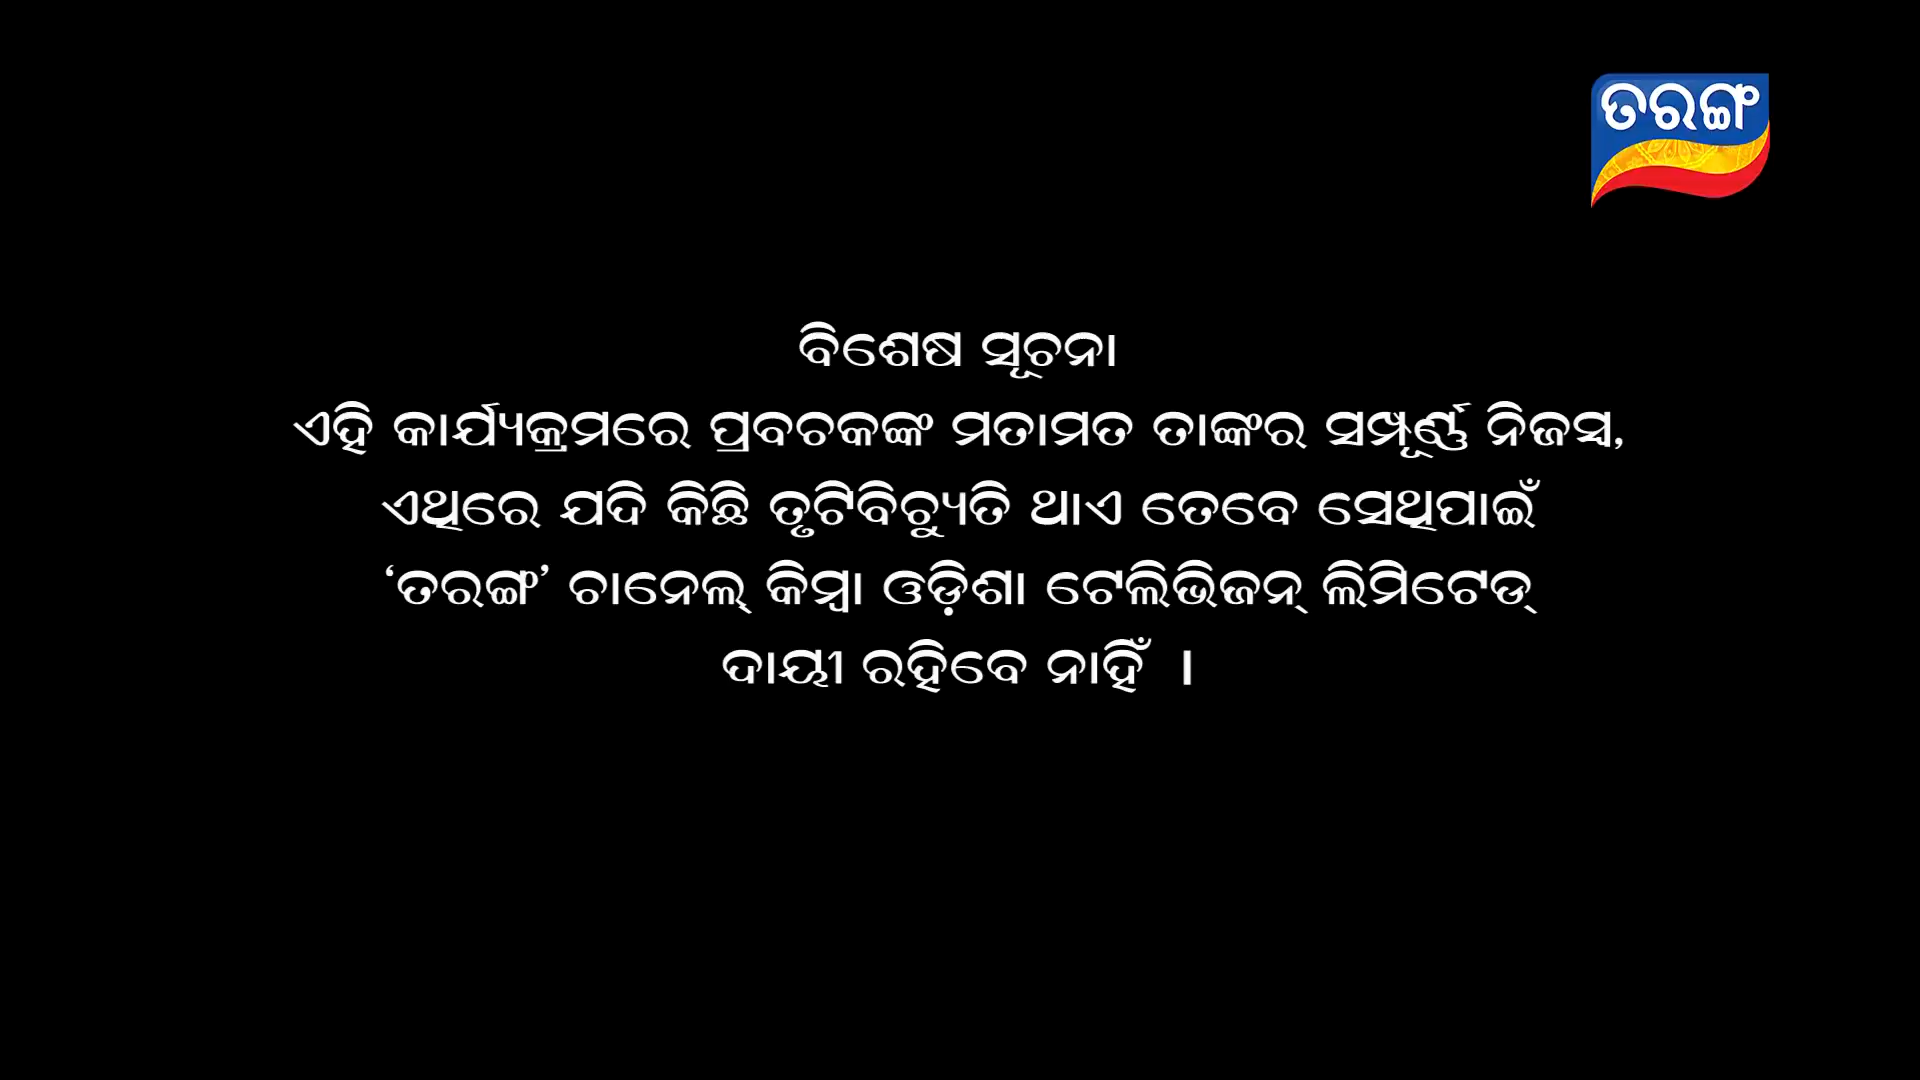 ତରଙ୍ଗ
ବିଶେଷ ସୂଚନା
ଏହି କାର୍ଯ୍ୟକ୍ରମରେ ପ୍ରବଚକଙ୍କ ମତାମତ ତାଙ୍କର ସମ୍ପୂର୍ଣ୍ଣ ନିଜସ୍ୱ,
ଏଥିରେ ଯଦି କିଛି ତୃଟିବିଚ୍ୟୁତି ଥାଏ ତେବେ ସେଥିପାଇଁ
‘ତରଙ୍ଗ’ ଚାନେଲ୍ କିମ୍ବା ଓଡ଼ିଶା ଟେଲିଭିଜନ୍ ଲିମିଟେଡ୍
ଦାୟୀ ରହିବେ ନାହିଁ ।